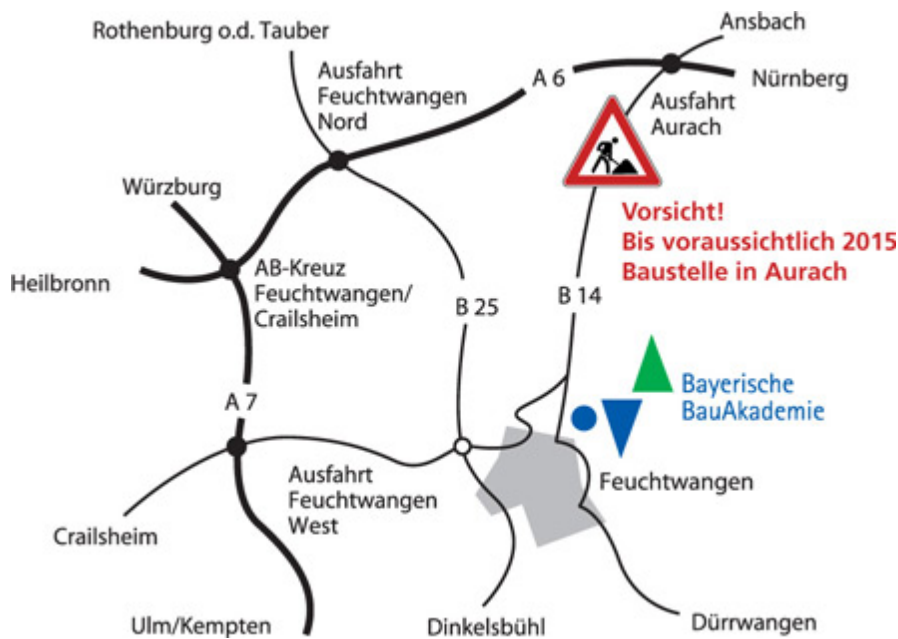 Rothenburg o.d. Tauber
Ansbach
Ausfahrt
Feuchtwangen
Nord
A 6
Nürnberg
Ausfahrt
Aurach
Würzburg
Vorsicht!
Bis voraussichtlich 2015
Baustelle in Aurach
Heilbronn
AB-Kreuz
Feuchtwangen/
Crailsheim
B 25
B 14
Bayerische
BauAkademie
A 7
Ausfahrt
Feuchtwangen
West
Feuchtwangen
Crailsheim
Ulm/Kempten
Dinkelsbühl
Dürrwangen